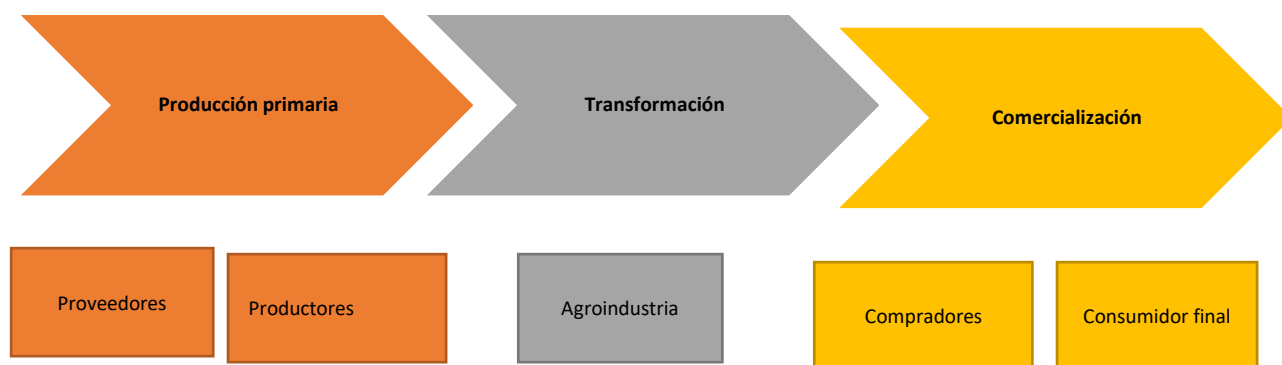 Producción primaria
Transformación
Comercialización
Proveedores
Productores
Agroindustria
Compradores
Consumidor final